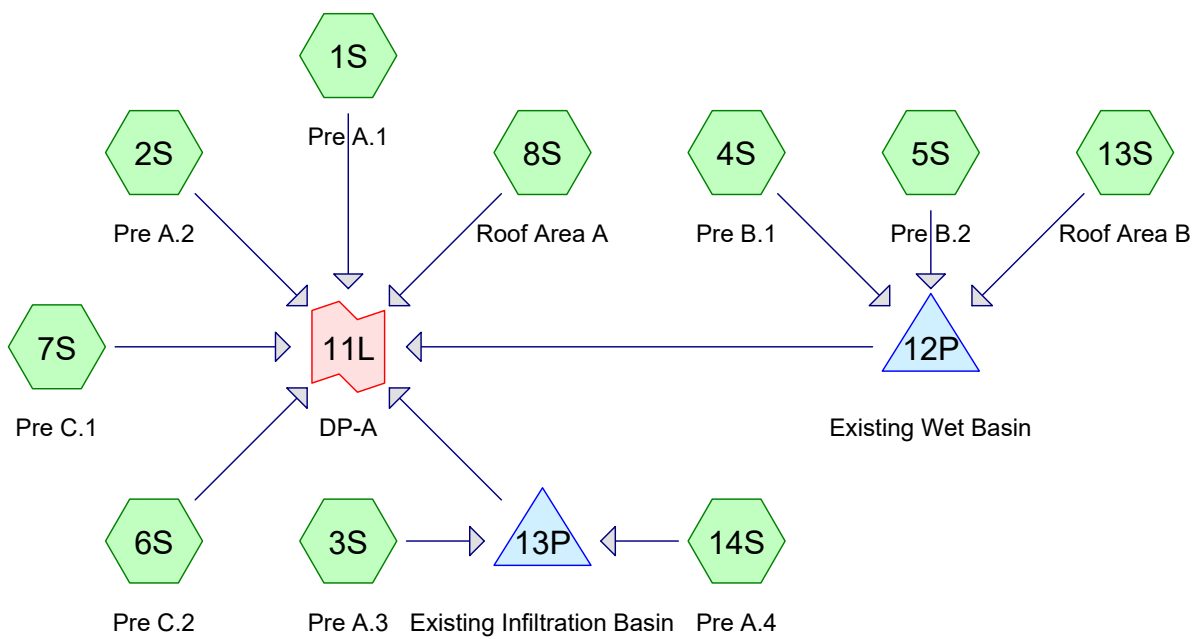 1S
Pre A.1
2S
Pre A.2
8S
Roof Area A
4S
Pre B.1
5S
Pre B.2
13S
Roof Area B
7S
Pre C.1
11L
DP-A
12P
Existing Wet Basin
6S
Pre C.2
3S
Pre A.3
13P
Existing Infiltration Basin
14S
Pre A.4